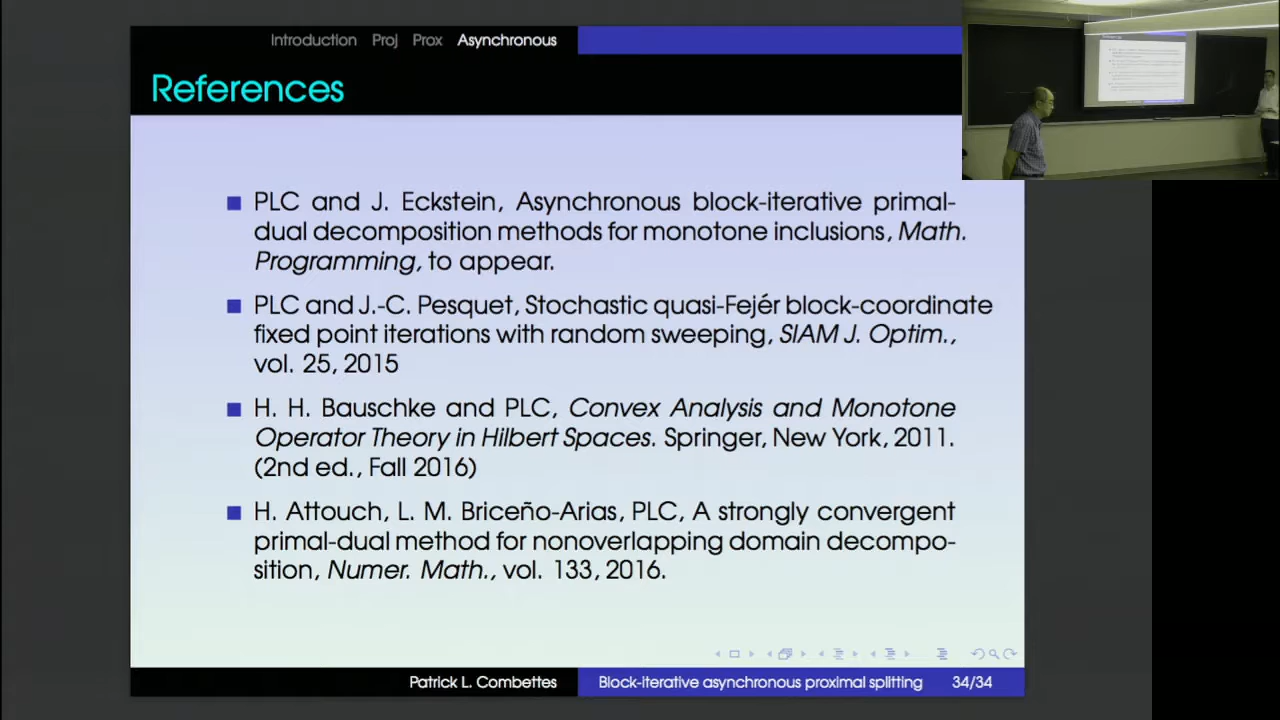 Introduction Proj Prox Asynchronous
References
PLC and J. Eckstein, Asynchronous block-iterative primal-
dual decomposition methods for monotone inclusions, Math.
Programming, to appear.
PLC and J.-C. Pesquet, Stochastic quasi-Fejér block-coordinate
fixed point iterations with random sweeping, SIAM J. Optim.,
vol. 25, 2015
H. H. Bauschke and PLC, Convex Analysis and Monotone
Operator Theory in Hilbert Spaces. Springer, New York, 2011.
(2nd ed., Fall 2016)
H. Attouch, L. M. Briceño-Arias, PLC, A strongly convergent
primal-dual method for nonoverlapping domain decompo-
sition, Numer. Math., vol. 133, 2016.
Patrick L. Combettes Block-iterative asynchronous proximal splitting 34/34